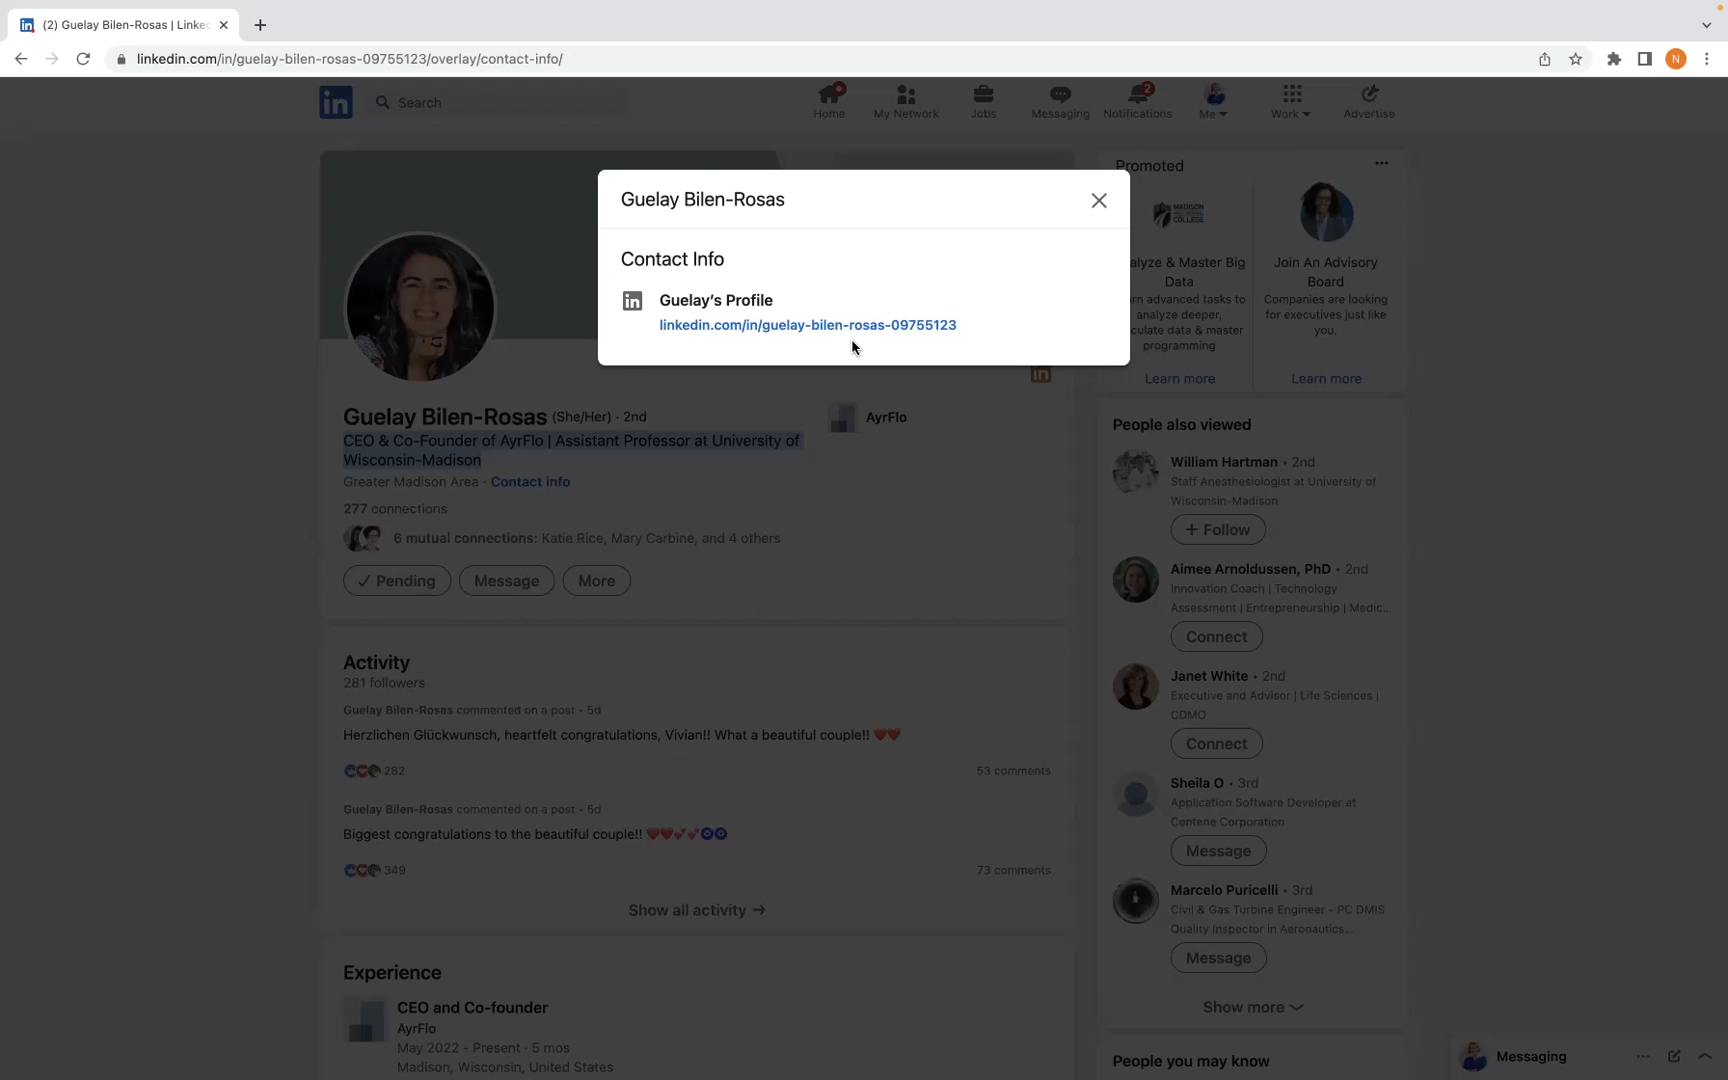 (2) Guelay Bilen-Rosas | Linke
linkedin.com/in/guelay-bilen-rosas-09755123/overlay/contact-info/
N
in
Search
Home
My Network
Jobs
Messaging
2
Notifications
Me
Work
Advertise
Guelay Bilen-Rosas
Contact Info
in
Guelay's Profile
linkedin.com/in/guelay-bilen-rosas-09755123
in
Guelay Bilen-Rosas (She/Her) · 2nd
CEO & Co-Founder of AyrFlo | Assistant Professor at University of
Wisconsin-Madison
Greater Madison Area · Contact info
277 connections
6 mutual connections: Katie Rice, Mary Carbine, and 4 others
Pending
Message
More
AyrFlo
Activity
281 followers
Guelay Bilen-Rosas commented on a post • 5d
Herzlichen Glückwunsch, heartfelt congratulations, Vivian!! What a beautiful couple!! ❤️❤️
282
53 comments
Guelay Bilen-Rosas commented on a post • 5d
Biggest congratulations to the beautiful couple!! ❤️❤️💕💕🧿🧿
349
73 comments
Show all activity →
Experience
CEO and Co-founder
AyrFlo
May 2022 - Present · 5 mos
Madison, Wisconsin, United States
Promoted
MADISON
COLLEGE
alyze & Master Big
Data
rn advanced tasks to
analyze deeper,
culate data & master
programming
Learn more
Join An Advisory
Board
Companies are looking
for executives just like
you.
Learn more
People also viewed
William Hartman • 2nd
Staff Anesthesiologist at University of
Wisconsin-Madison
+ Follow
Aimee Arnoldussen, PhD • 2nd
Innovation Coach | Technology
Assessment | Entrepreneurship | Medic...
Connect
Janet White • 2nd
Executive and Advisor | Life Sciences |
CDMO
Connect
Sheila O • 3rd
Application Software Developer at
Centene Corporation
Message
Marcelo Puricelli • 3rd
Civil & Gas Turbine Engineer - PC DMIS
Quality Inspector in Aeronautics...
Message
Show more
People you may know
Messaging